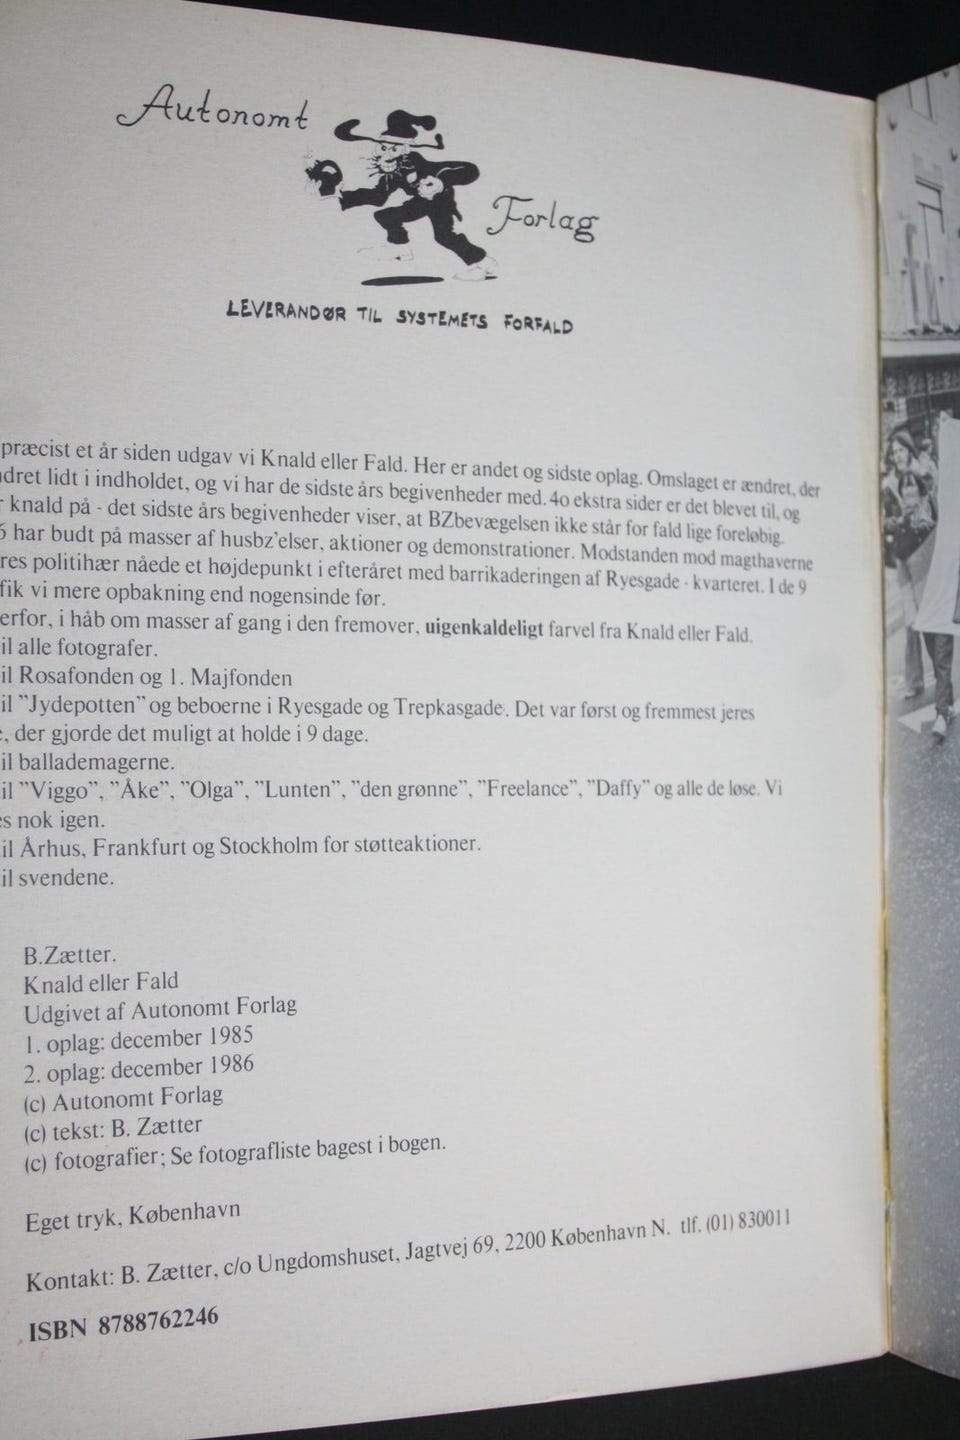 Autonomt
Forlag
LEVERANDØR TIL SYSTEMETS FORFALD
præcist et år siden udgav vi Knald eller Fald. Her er andet og sidste oplag. Omslaget er ændret, der
dret lidt i indholdet, og vi har de sidste års begivenheder med. 4o ekstra sider er det blevet til, og
knald på - det sidste års begivenheder viser, at BZbevægelsen ikke står for fald lige foreløbig.
6 har budt på masser af husbz'elser, aktioner og demonstrationer. Modstanden mod magthaverne
res politihær nåede et højdepunkt i efteråret med barrikaderingen af Ryesgade - kvarteret. I de 9
fik vi mere opbakning end nogensinde før.
erfor, i håb om masser af gang i den fremover, uigenkaldeligt farvel fra Knald eller Fald.
il alle fotografer.
il Rosafonden og 1. Majfonden
il ”Jydepotten” og beboerne i Ryesgade og Trepkasgade. Det var først og fremmest jeres
, der gjorde det muligt at holde i 9 dage.
il ballademagerne.
il ”Viggo”, ”Åke”, ”Olga”, ”Lunten”, ”den grønne”, ”Freelance”, ”Daffy” og alle de løse. Vi
s nok igen.
il Århus, Frankfurt og Stockholm for støtteaktioner.
il svendene.
B.Zætter.
Knald eller Fald
Udgivet af Autonomt Forlag
1. oplag: december 1985
2. oplag: december 1986
(c) Autonomt Forlag
(c) tekst: B. Zætter
(c) fotografier; Se fotografliste bagest i bogen.
Eget tryk, København
Kontakt: B. Zætter, c/o Ungdomshuset, Jagtvej 69, 2200 København N. tlf. (01) 830011
ISBN 8788762246